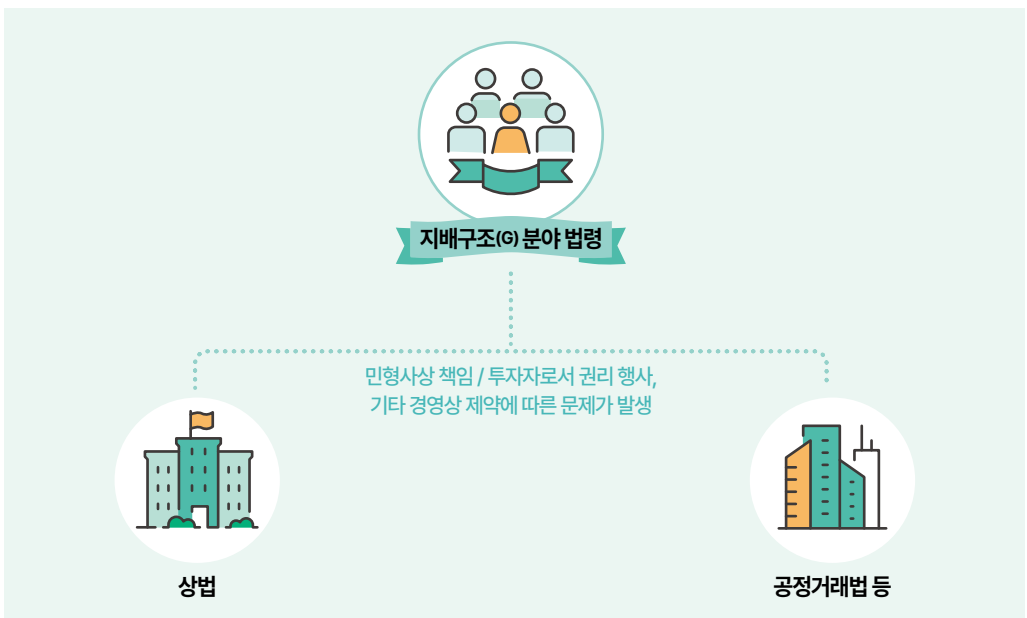 지배구조(G) 분야 법령
민형사상 책임 / 투자자로서 권리 행사,
기타 경영상 제약에 따른 문제가 발생
상법
공정거래법 등